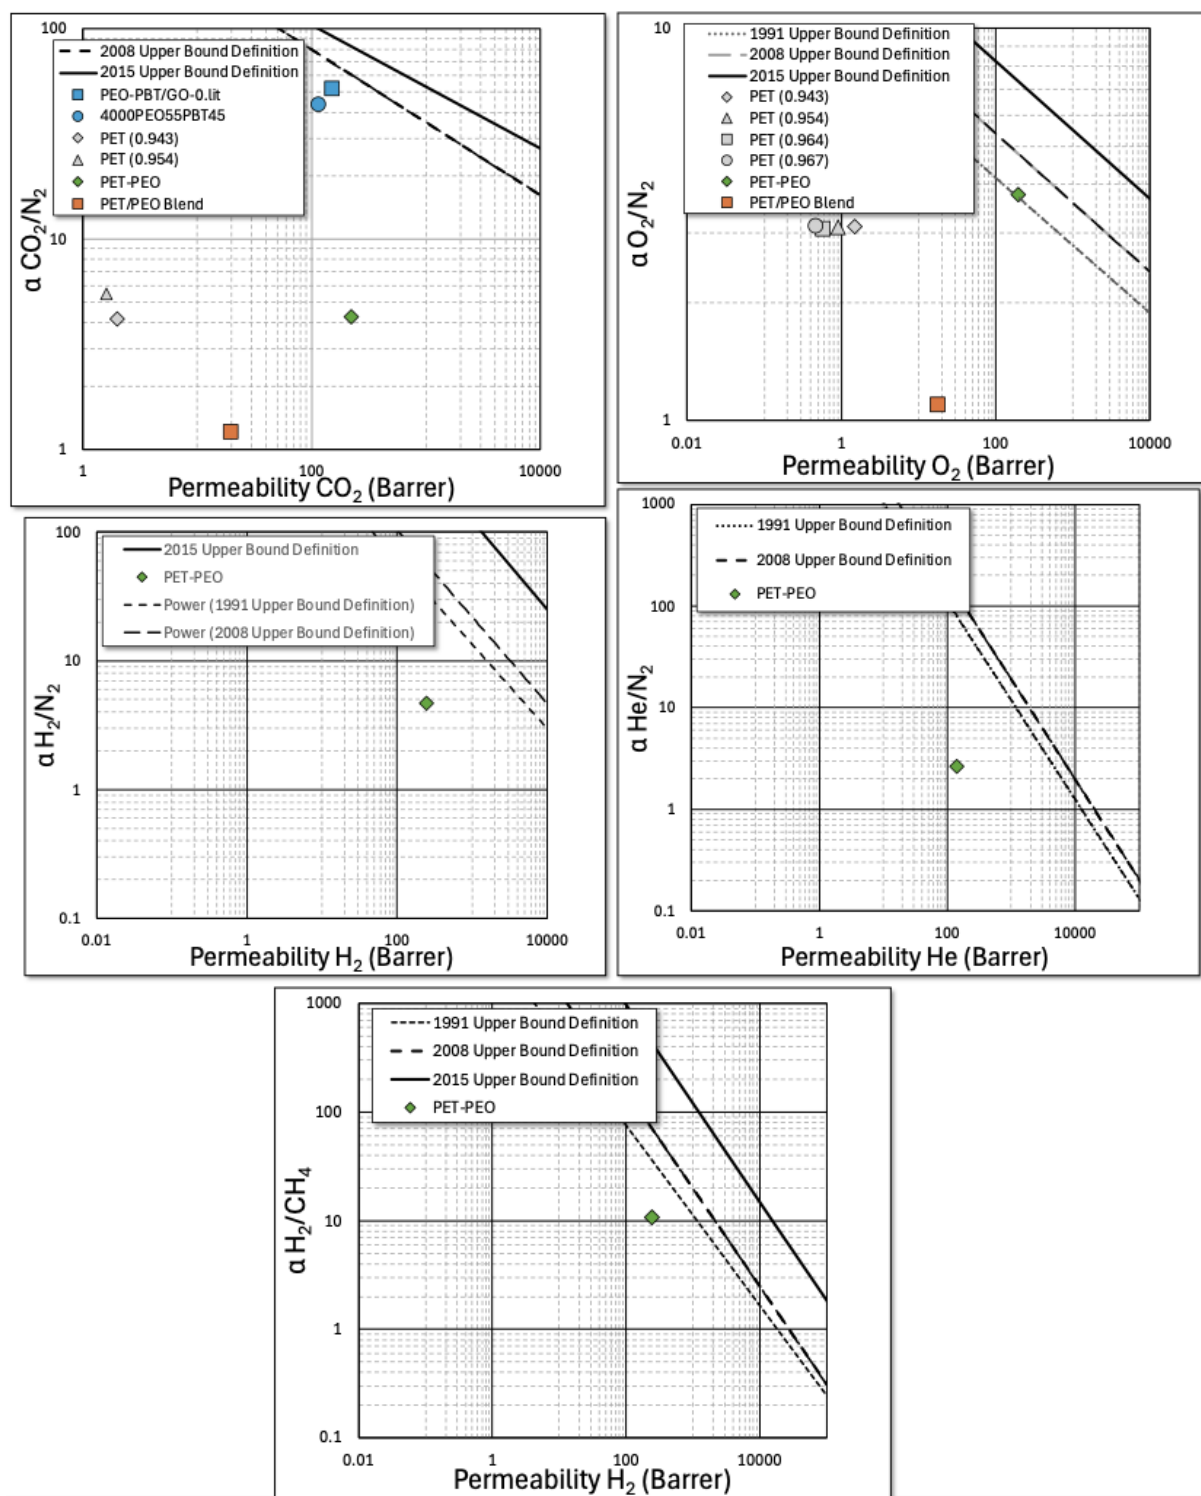 100
2008 Upper Bound Definition
2015 Upper Bound Definition
PEO-PBT/GO-0.lit
4000PEO55PBT45
PET (0.943)
PET (0.954)
PET-PEO
PET/PEO Blend
10
1
α CO₂/N₂
1 100 10000
Permeability CO₂ (Barrer)
10
1991 Upper Bound Definition
2008 Upper Bound Definition
2015 Upper Bound Definition
PET (0.943)
PET (0.954)
PET (0.964)
PET (0.967)
PET-PEO
PET/PEO Blend
1
α O₂/N₂
0.01 1 100 10000
Permeability O₂ (Barrer)
100
2015 Upper Bound Definition
PET-PEO
Power (1991 Upper Bound Definition)
Power (2008 Upper Bound Definition)
10
1
0.1
α H₂/N₂
0.01 1 100 10000
Permeability H₂ (Barrer)
1000
1991 Upper Bound Definition
2008 Upper Bound Definition
PET-PEO
100
10
1
0.1
α He/N₂
0.01 1 100 10000
Permeability He (Barrer)
1000
1991 Upper Bound Definition
2008 Upper Bound Definition
2015 Upper Bound Definition
PET-PEO
100
10
1
0.1
α H₂/CH₄
0.01 1 100 10000
Permeability H₂ (Barrer)